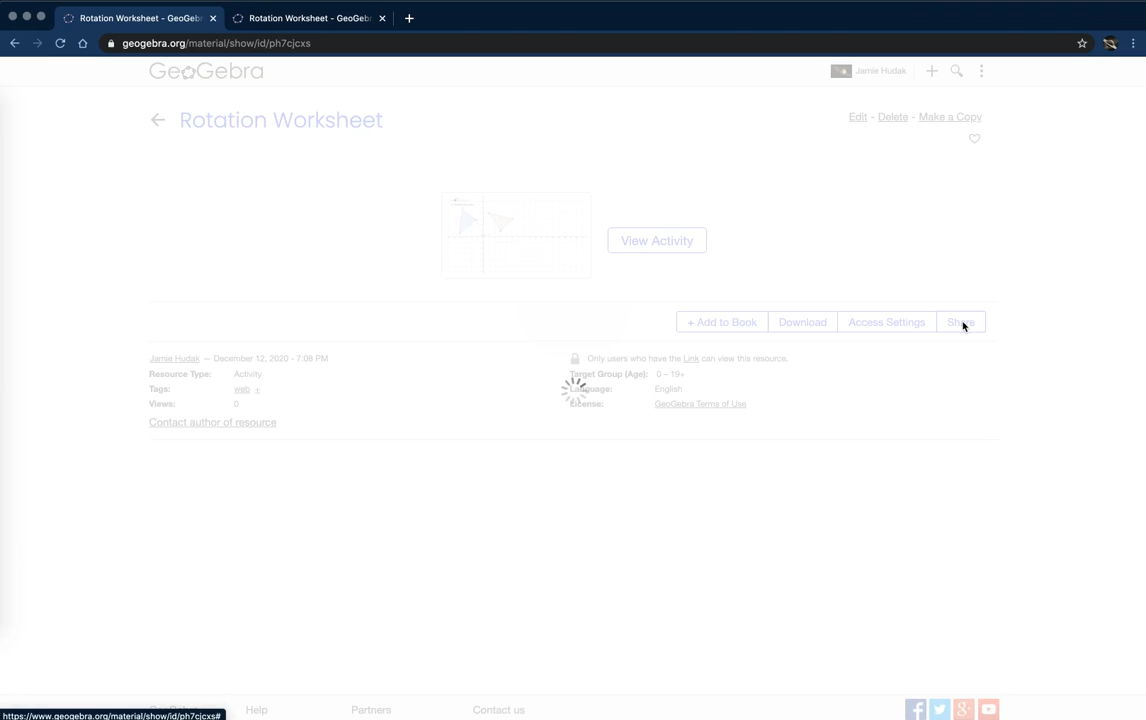 Rotation Worksheet - GeoGebr
Rotation Worksheet - GeoGeb
geogebra.org/material/show/id/ph7cjcxs
GeoGebra
Jamie Hudak
Rotation Worksheet
Edit - Delete - Make a Copy
View Activity
+ Add to Book
Download
Access Settings
Share
Jamie Hudak — December 12, 2020 - 7:08 PM
Resource Type: Activity
Tags: web +
Views: 0
Contact author of resource
Only users who have the Link can view this resource.
Target Group (Age): 0 – 19+
Language: English
License: GeoGebra Terms of Use
https://www.geogebra.org/material/show/id/ph7cjcxs#
Help
Partners
Contact us